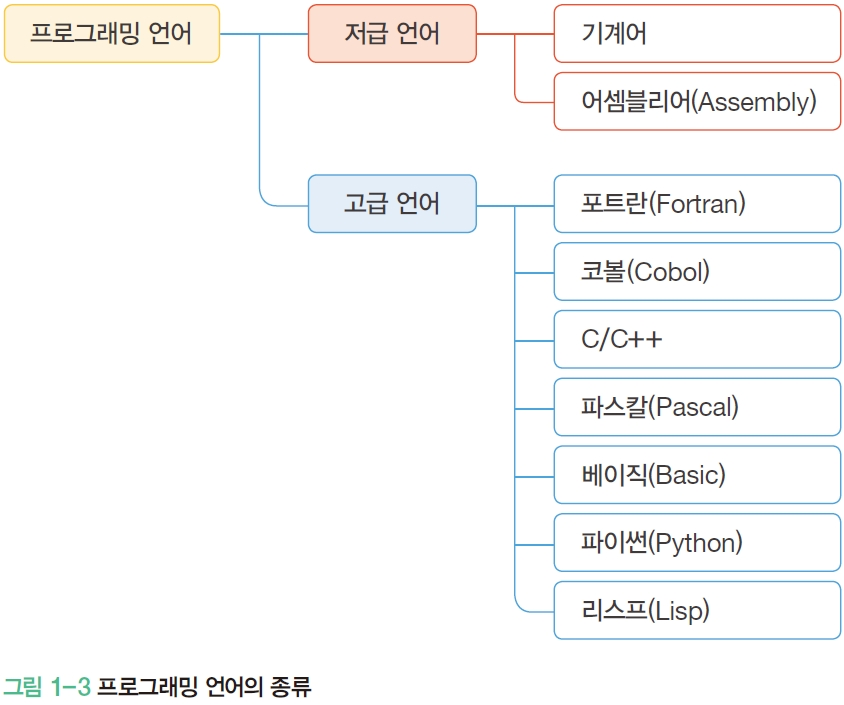 프로그래밍 언어
저급 언어
기계어
어셈블리어(Assembly)
고급 언어
포트란(Fortran)
코볼(Cobol)
C/C++
파스칼(Pascal)
베이직(Basic)
파이썬(Python)
리스프(Lisp)
그림 1-3 프로그래밍 언어의 종류